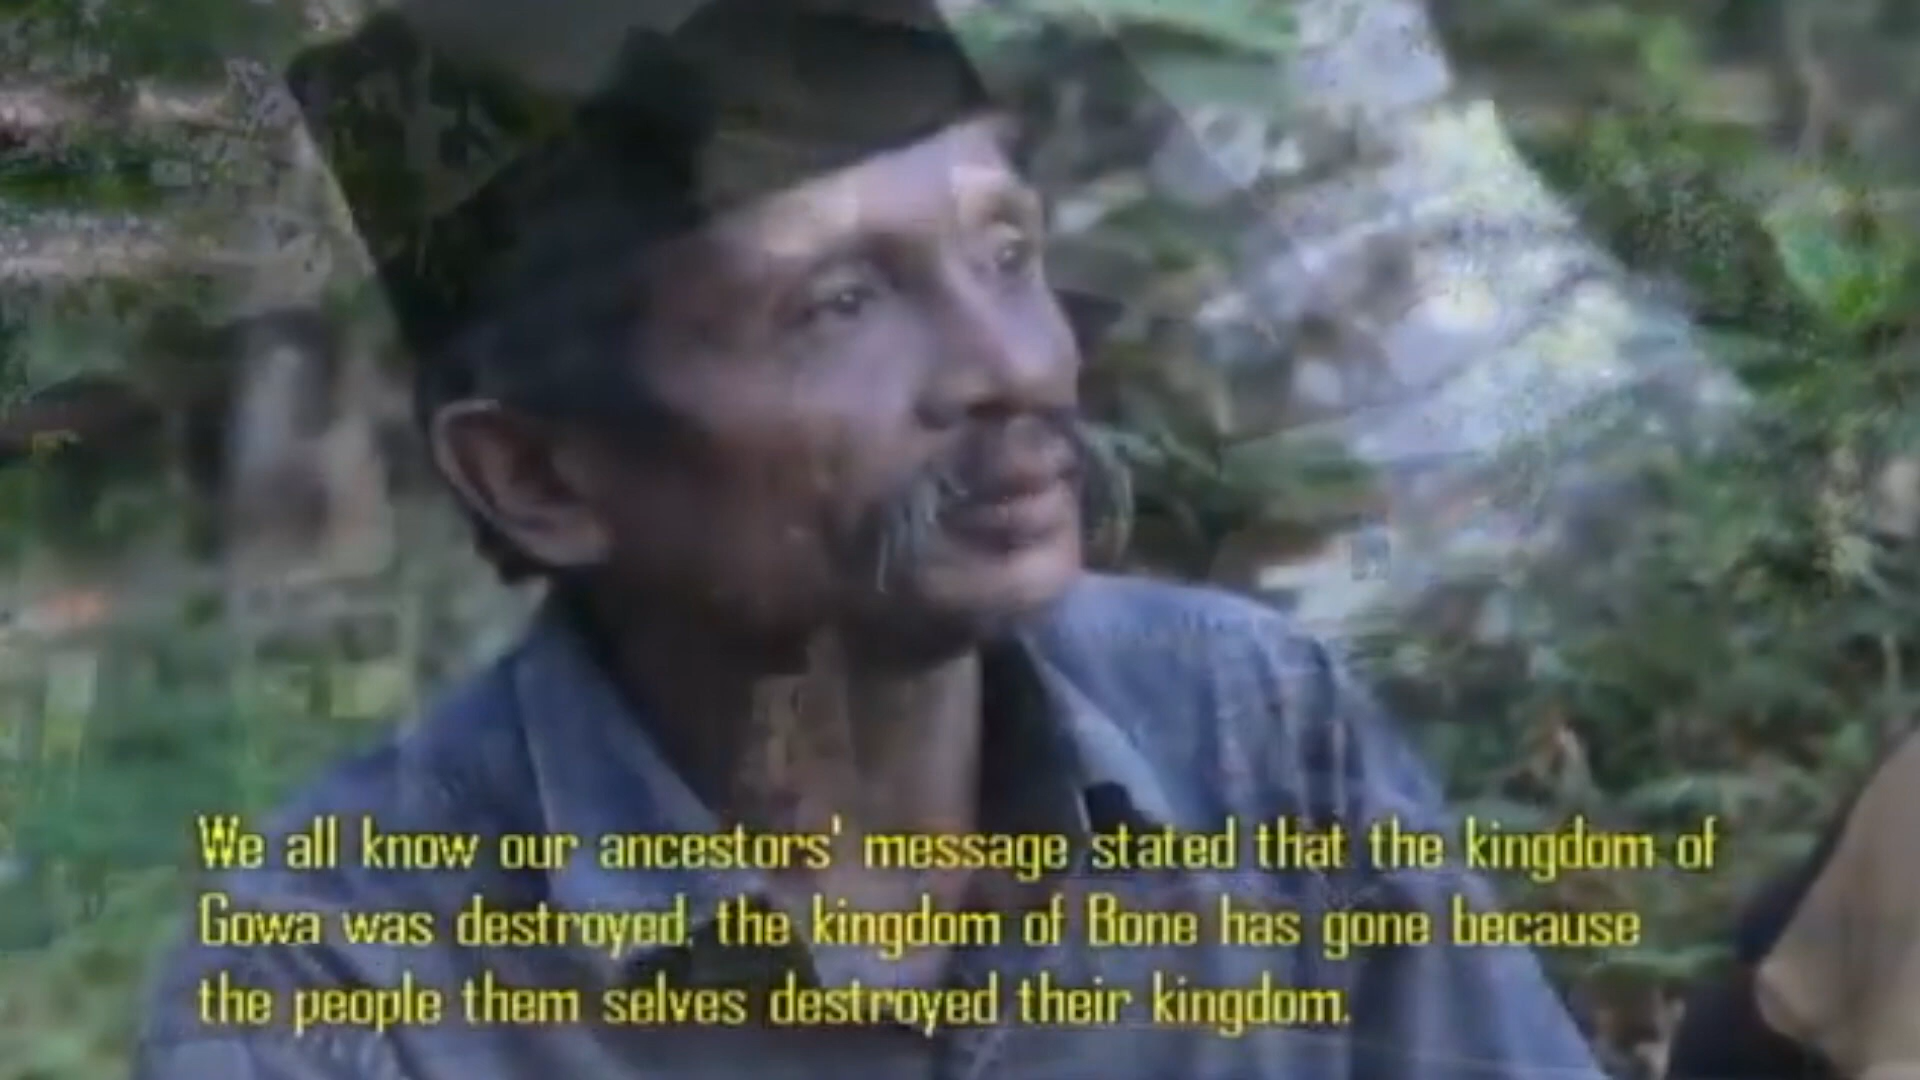 We all know our ancestors' message stated that the kingdom of
Gowa was destroyed, the kingdom of Bone has gone because
the people them selves destroyed their kingdom.